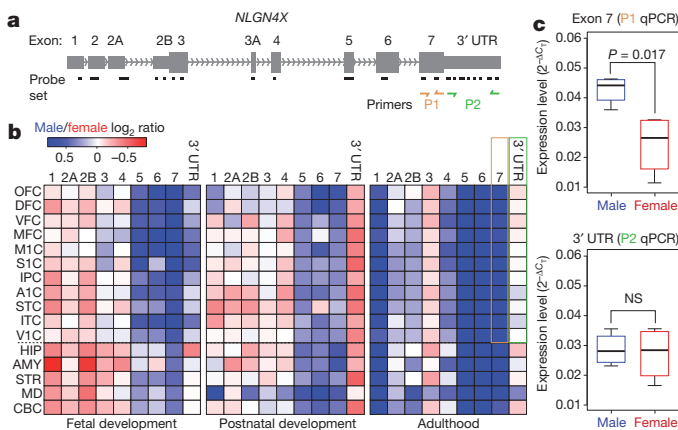 a
NLGN4X
Exon: 1 2 2A 2B 3 3A 4 5 6 7 3′ UTR
Probe set
Primers P1 P2
b
Male/female log2 ratio
0.5 0 −0.5
1 2A 2B 3 4 5 6 7 3′ UTR
1 2A 2B 3 4 5 6 7 3′ UTR
1 2A 2B 3 4 5 6 7 3′ UTR
OFC
DFC
VFC
MFC
M1C
S1C
IPC
A1C
STC
ITC
V1C
HIP
AMY
STR
MD
CBC
Fetal development
Postnatal development
Adulthood
c
Exon 7 (P1 qPCR)
Expression level (2−ΔCT)
0.06
0.05
0.04
0.03
0.02
0.01
P = 0.017
Male Female
3′ UTR (P2 qPCR)
Expression level (2−ΔCT)
0.06
0.05
0.04
0.03
0.02
0.01
NS
Male Female